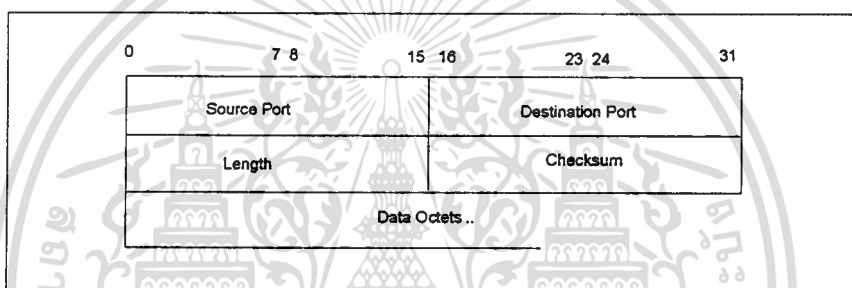 0 7 8 15 16 23 24 31
Source Port Destination Port
Length Checksum
Data Octets ..